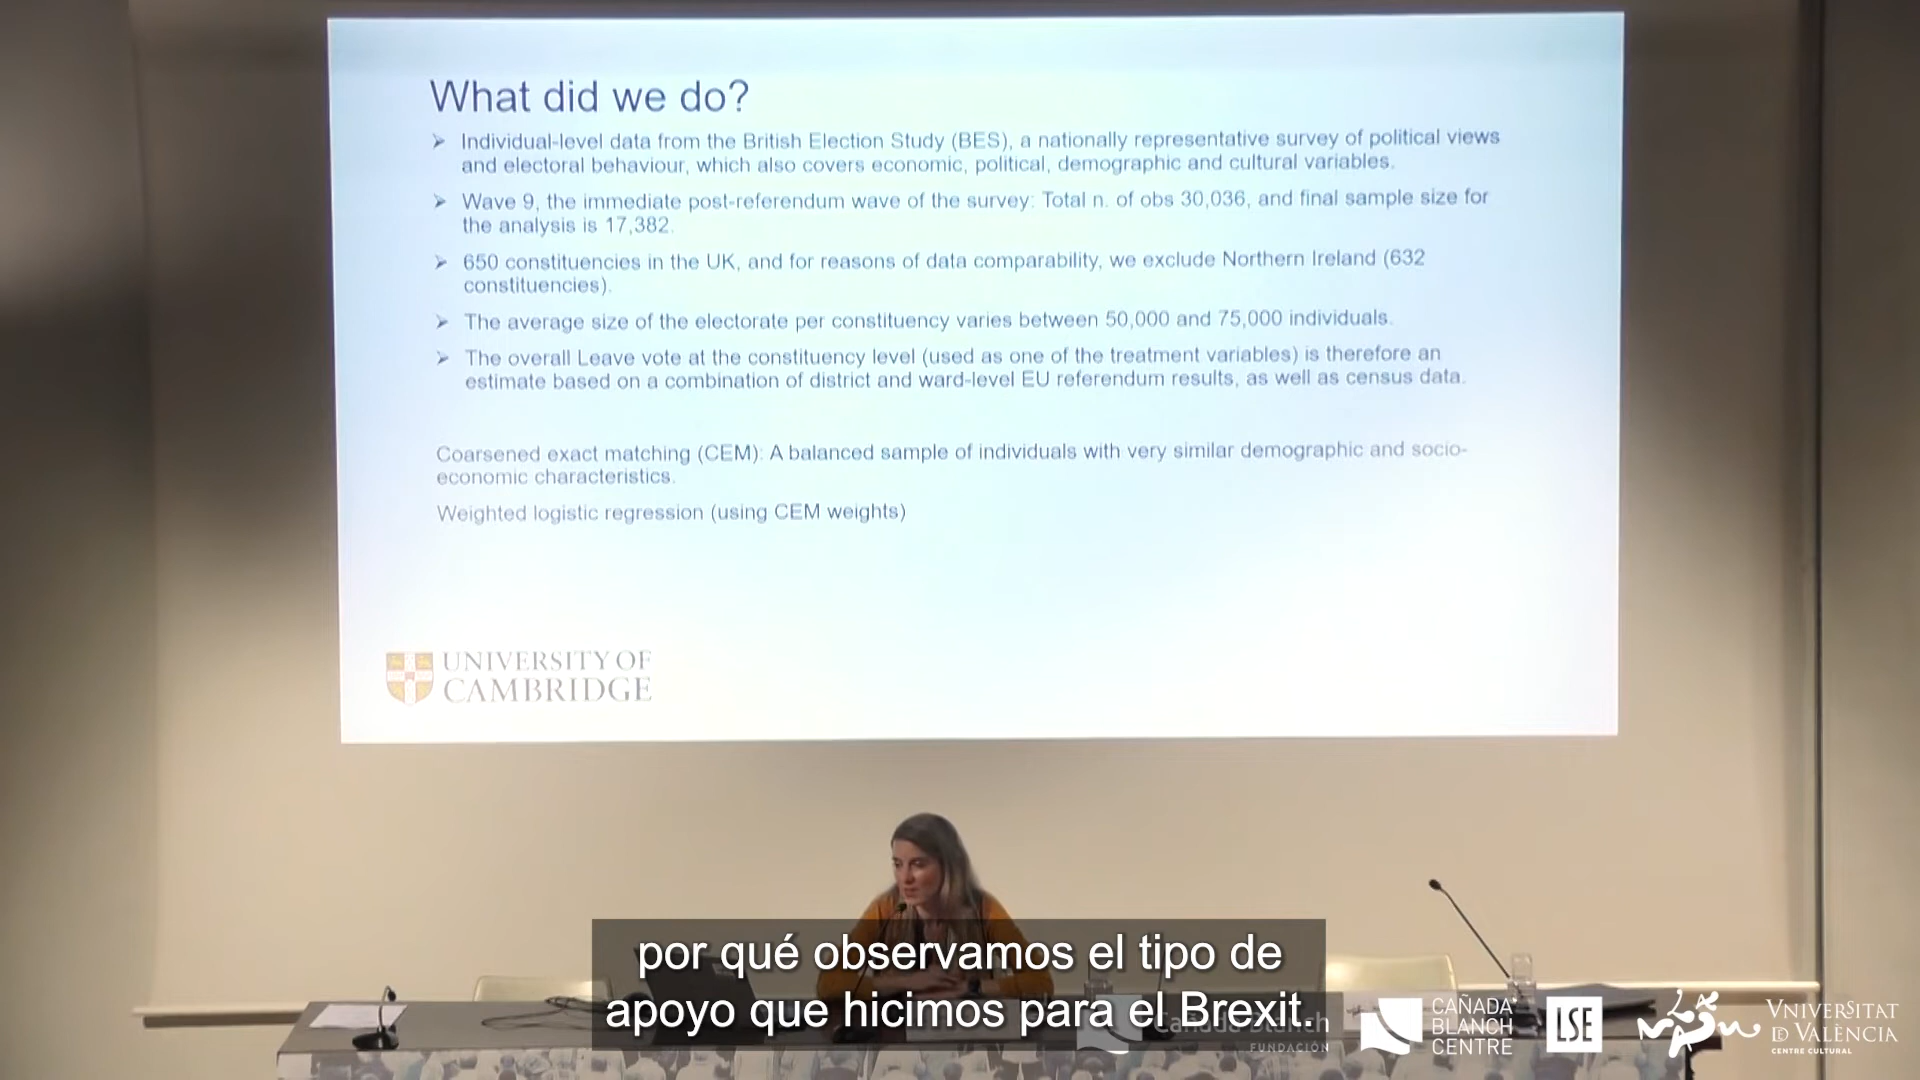 What did we do?
➢ Individual-level data from the British Election Study (BES), a nationally representative survey of political views
and electoral behaviour, which also covers economic, political, demographic and cultural variables.
➢ Wave 9, the immediate post-referendum wave of the survey: Total n. of obs 30,036, and final sample size for
the analysis is 17,382.
➢ 650 constituencies in the UK, and for reasons of data comparability, we exclude Northern Ireland (632
constituencies).
➢ The average size of the electorate per constituency varies between 50,000 and 75,000 individuals.
➢ The overall Leave vote at the constituency level (used as one of the treatment variables) is therefore an
estimate based on a combination of district and ward-level EU referendum results, as well as census data.
Coarsened exact matching (CEM): A balanced sample of individuals with very similar demographic and socio-
economic characteristics.
Weighted logistic regression (using CEM weights)
UNIVERSITY OF
CAMBRIDGE
por qué observamos el tipo de
apoyo que hicimos para el Brexit.
Cañada Blanch
FUNDACIÓN
CAÑADA
BLANCH
CENTRE
LSE
VNIVERSITAT
ID VALÈNCIA
CENTRE CULTURAL